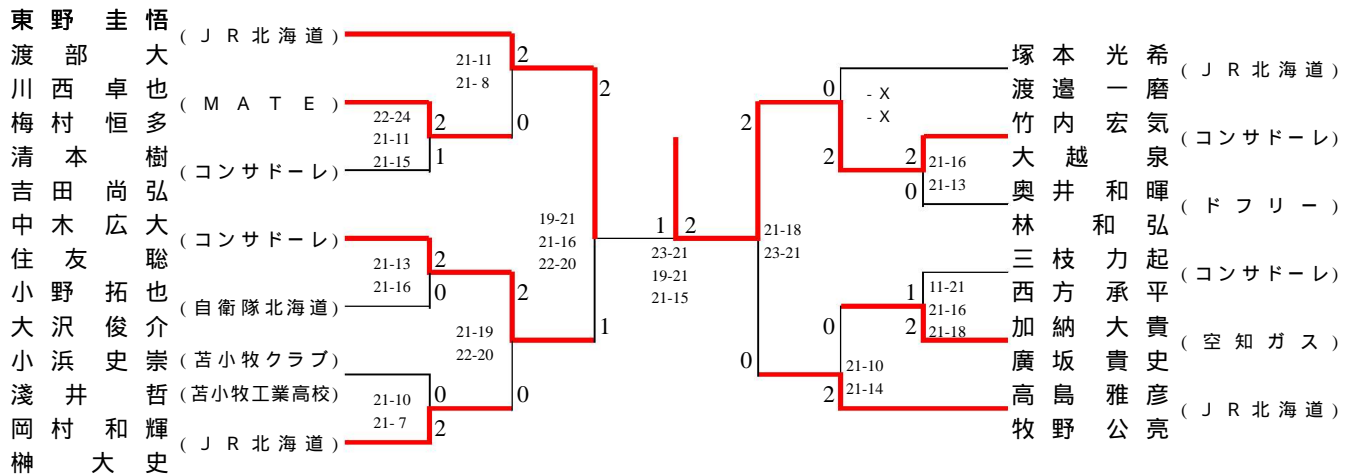 東野圭悟
(JR北海道)
渡部大
川西卓也
(MATE)
梅村恒多
清本樹
(コンサドーレ)
吉田尚弘
中木広大
(コンサドーレ)
住友聡
小野拓也
(自衛隊北海道)
大沢俊介
小浜史崇
(苫小牧クラブ)
淺井哲
(苫小牧工業高校)
岡村和輝
(JR北海道)
榊大史
21-11
21- 8
2
0
22-24
21-11
21-15
2
1
21-13
21-16
2
0
21-19
22-20
2
0
21-10
21- 7
0
2
19-21
21-16
22-20
2
1
1
2
23-21
19-21
21-15
21-18
23-21
2
0
- X
- X
0
2
21-16
21-13
2
0
11-21
21-16
21-18
1
2
21-10
21-14
0
2
塚本光希
(JR北海道)
渡邉一磨
竹内宏気
(コンサドーレ)
大越泉
奥井和暉
(ドフリー)
林和弘
三枝力起
(コンサドーレ)
西方承平
加納大貴
(空知ガス)
廣坂貴史
高島雅彦
(JR北海道)
牧野公亮